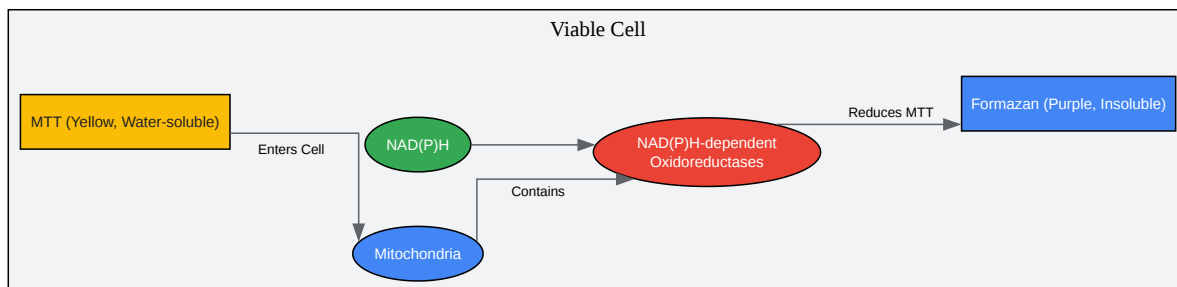 Viable Cell
MTT (Yellow, Water-soluble)
Enters Cell
NAD(P)H
Mitochondria
Contains
NAD(P)H-dependent
Oxidoreductases
Reduces MTT
Formazan (Purple, Insoluble)